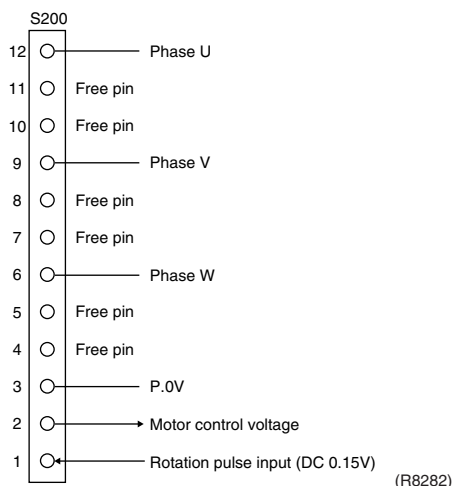 S200
12 Phase U
11 Free pin
10 Free pin
9 Phase V
8 Free pin
7 Free pin
6 Phase W
5 Free pin
4 Free pin
3 P.0V
2 Motor control voltage
1 Rotation pulse input (DC 0.15V)
(R8282)